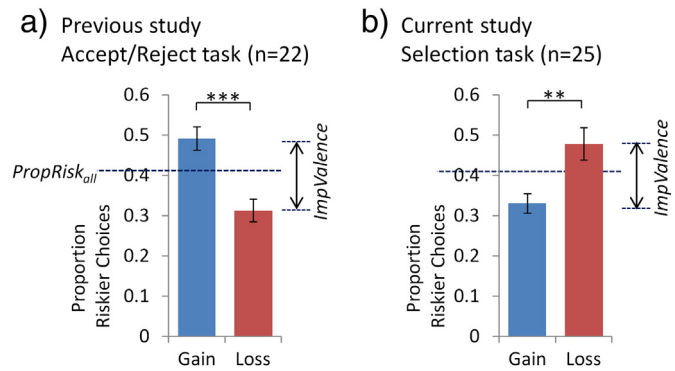 a) Previous study
Accept/Reject task (n=22)
0.6
0.5
0.4
0.3
0.2
0.1
0
Proportion
Riskier Choices
PropRisk_all
***
ImpValence
Gain Loss
b) Current study
Selection task (n=25)
0.6
0.5
0.4
0.3
0.2
0.1
0
Proportion
Riskier Choices
**
ImpValence
Gain Loss